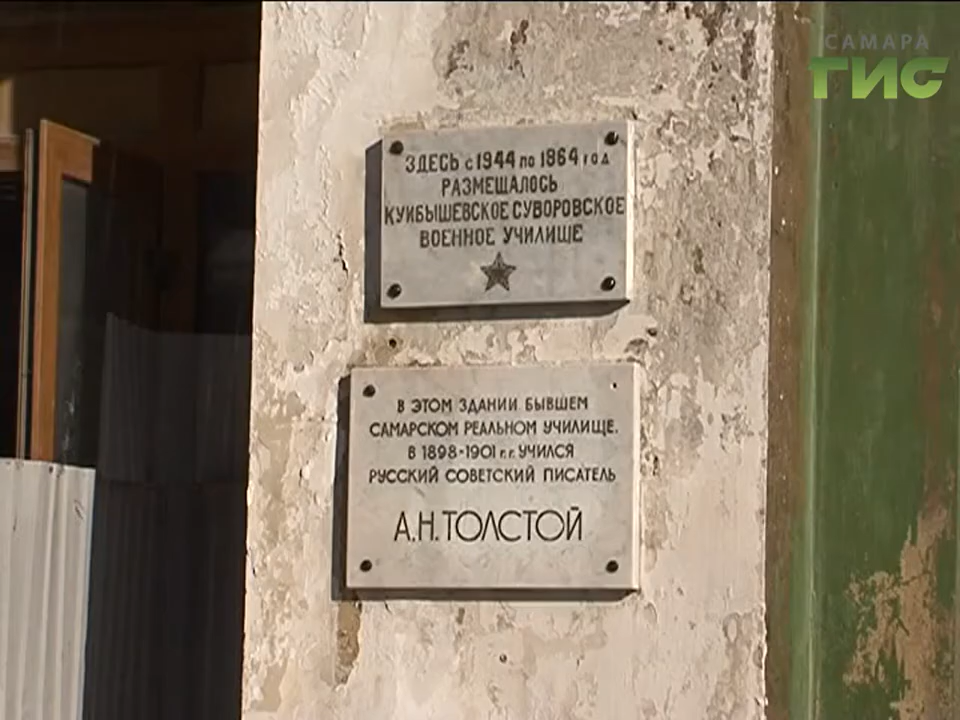 САМАРА
ГИС
ЗДЕСЬ с 1944 по 1864 год
РАЗМЕЩАЛОСЬ
КУЙБЫШЕВСКОЕ СУВОРОВСКОЕ
ВОЕННОЕ УЧИЛИЩЕ
В ЭТОМ ЗДАНИИ БЫВШЕМ
САМАРСКОМ РЕАЛЬНОМ УЧИЛИЩЕ.
В 1898-1901 г.г. УЧИЛСЯ
РУССКИЙ СОВЕТСКИЙ ПИСАТЕЛЬ
А.Н.ТОЛСТОЙ